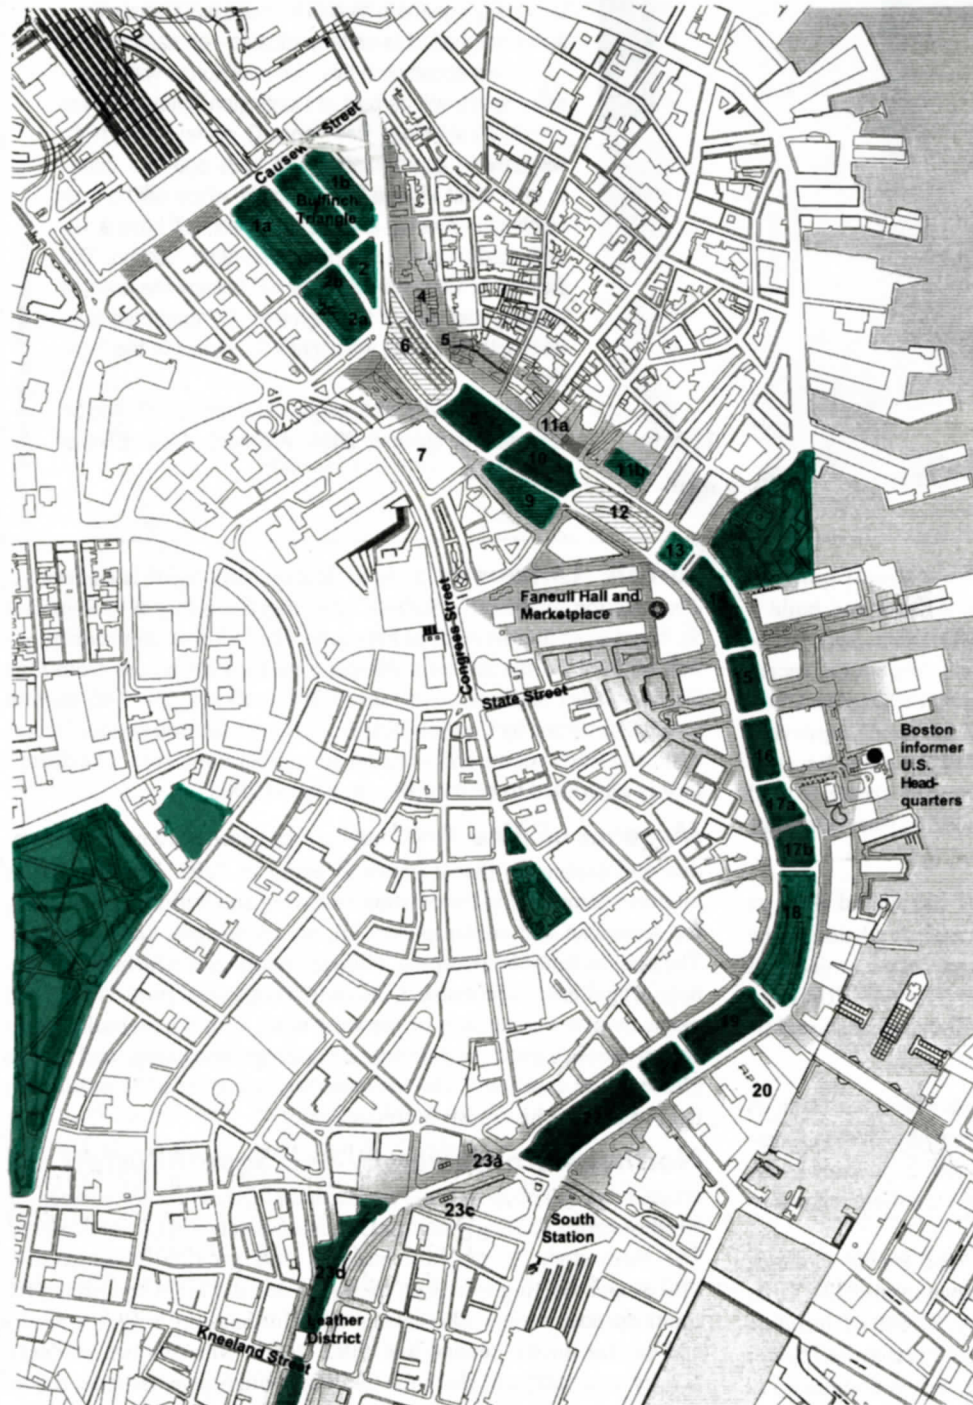 Causeway Street
1b
Bulfinch
Triangle
1a
2
2b
2c
2a
4
5
6
11a
7
10
11b
9
12
13
Faneuil Hall and
Marketplace
Congress Street
State Street
15
16
Boston
informer
U.S.
Head-
quarters
17a
17b
18
19
20
23a
23c
South
Station
Leather
District
Kneeland Street